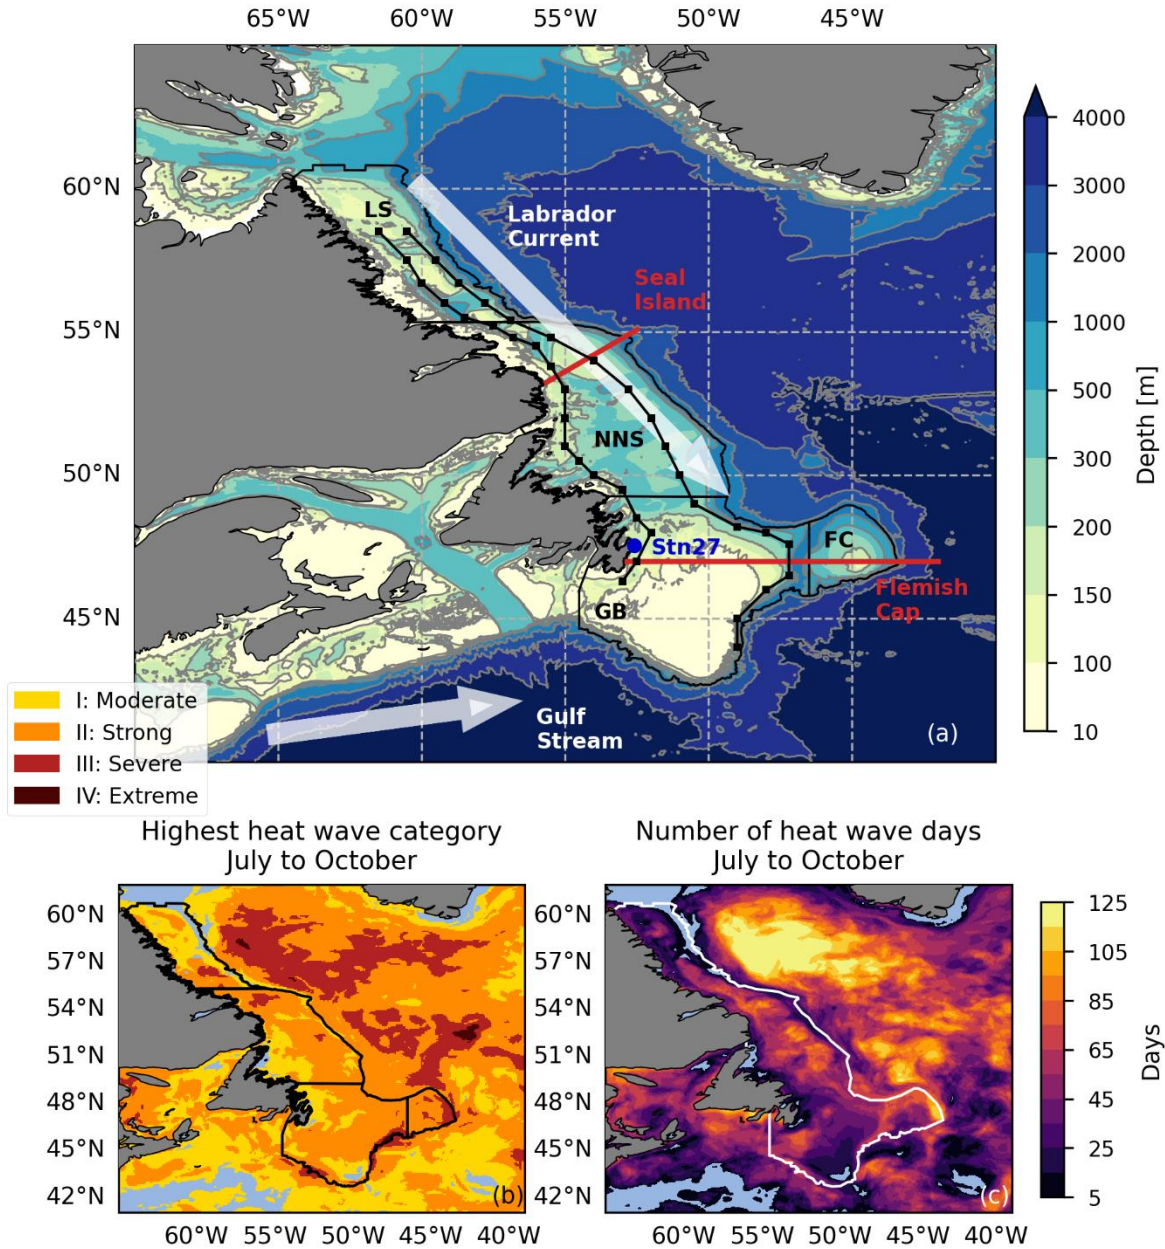 65°W 60°W 55°W 50°W 45°W
60°N
55°N
50°N
45°N
LS
Labrador
Current
Seal
Island
NNS
Stn27
FC
Flemish
Cap
GB
Gulf
Stream
(a)
4000
3000
2000
1000
500
300
200
150
100
10
Depth [m]
I: Moderate
II: Strong
III: Severe
IV: Extreme
Highest heat wave category
July to October
60°N
57°N
54°N
51°N
48°N
45°N
42°N
(b)
60°W 55°W 50°W 45°W 40°W
Number of heat wave days
July to October
60°N
57°N
54°N
51°N
48°N
45°N
42°N
(c)
60°W 55°W 50°W 45°W 40°W
125
105
85
65
45
25
5
Days